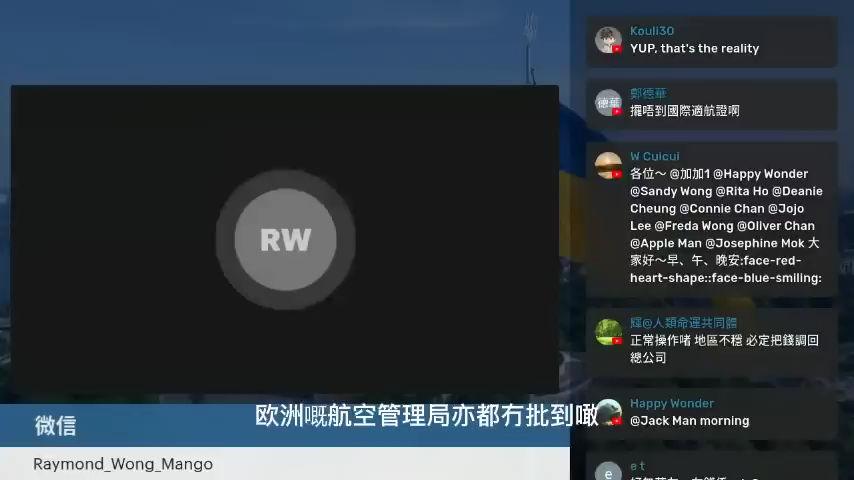 RW
欧洲嘅航空管理局亦都冇批到噉
微信
Raymond_Wong_Mango
Kouli30
YUP, that's the reality
鄭德華
德華
攞唔到國際適航證啊
W Cuicui
各位～ @加加1 @Happy Wonder
@Sandy Wong @Rita Ho @Deanie
Cheung @Connie Chan @Jojo
Lee @Freda Wong @Oliver Chan
@Apple Man @Josephine Mok 大
家好～早、午、晚安:face-red-
heart-shape::face-blue-smiling:
輝@人類命運共同體
正常操作啫 地區不穩 必定把錢調回
總公司
Happy Wonder
@Jack Man morning
e t
e